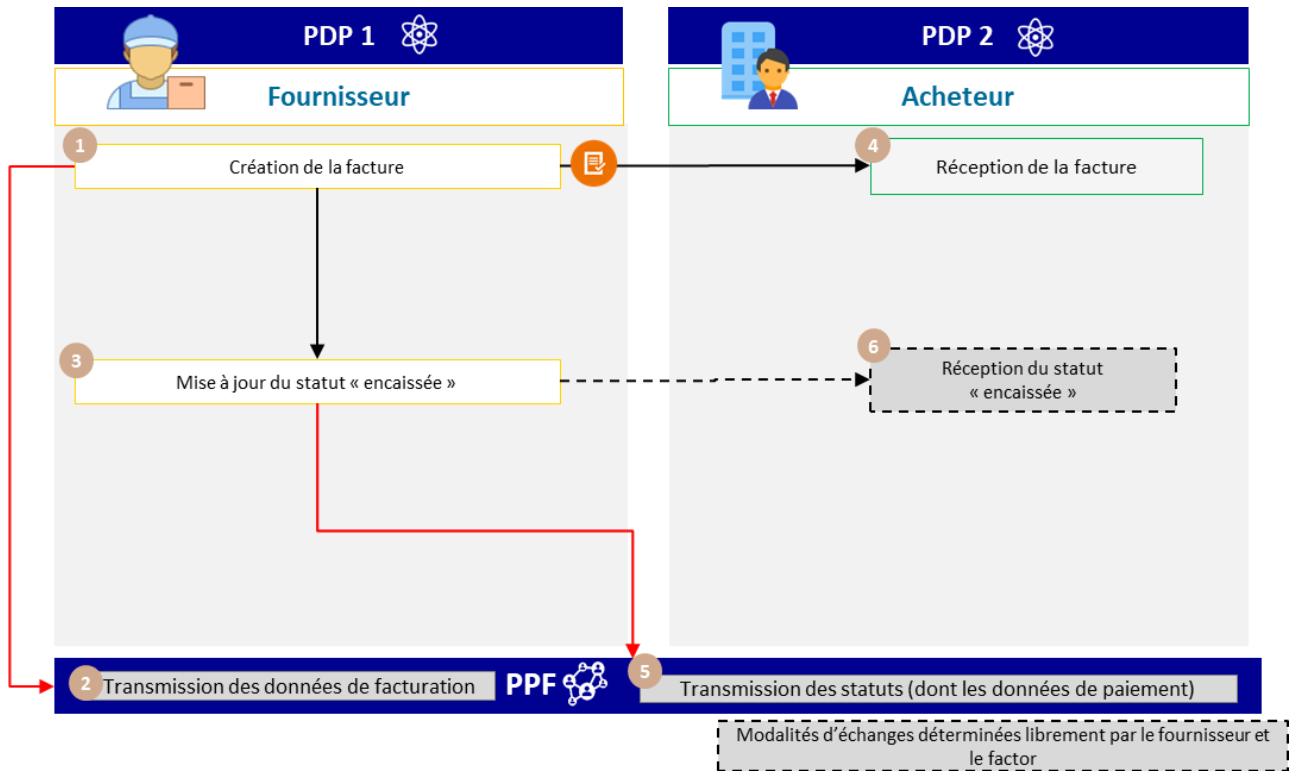 PDP 1
PDP 2
Fournisseur
Acheteur
1
Création de la facture
4
Réception de la facture
3
Mise à jour du statut « encaissée »
6
Réception du statut
« encaissée »
2
Transmission des données de facturation
PPF
5
Transmission des statuts (dont les données de paiement)
Modalités d’échanges déterminées librement par le fournisseur et
le factor